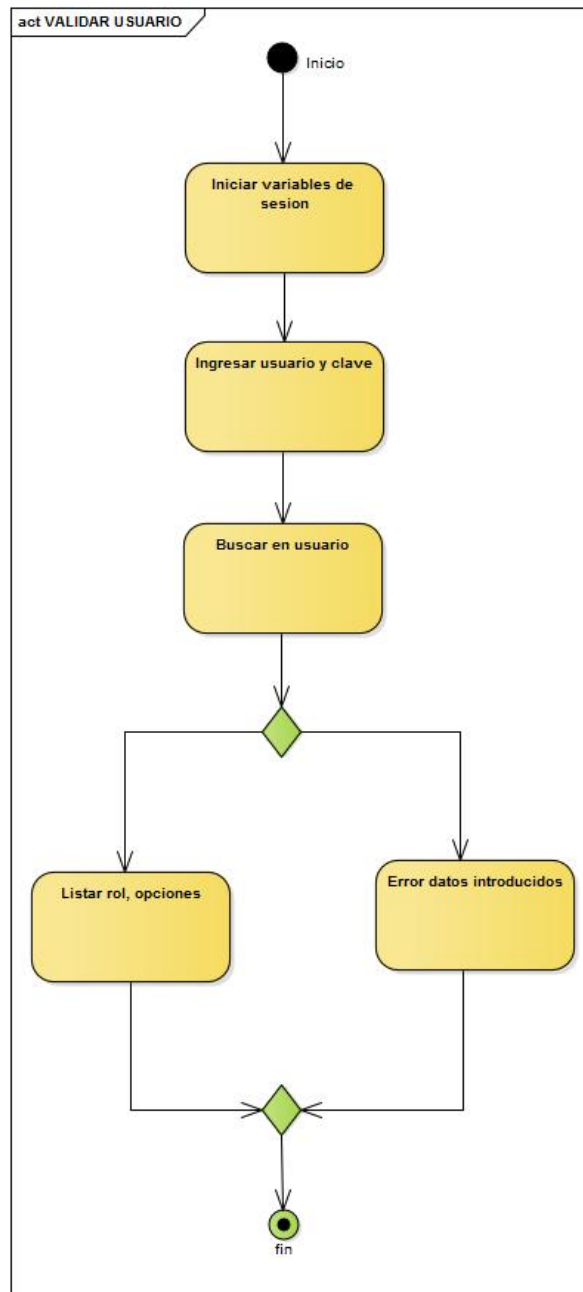 act VALIDAR USUARIO
Inicio
Iniciar variables de
sesion
Ingresar usuario y clave
Buscar en usuario
Listar rol, opciones
Error datos introducidos
fin